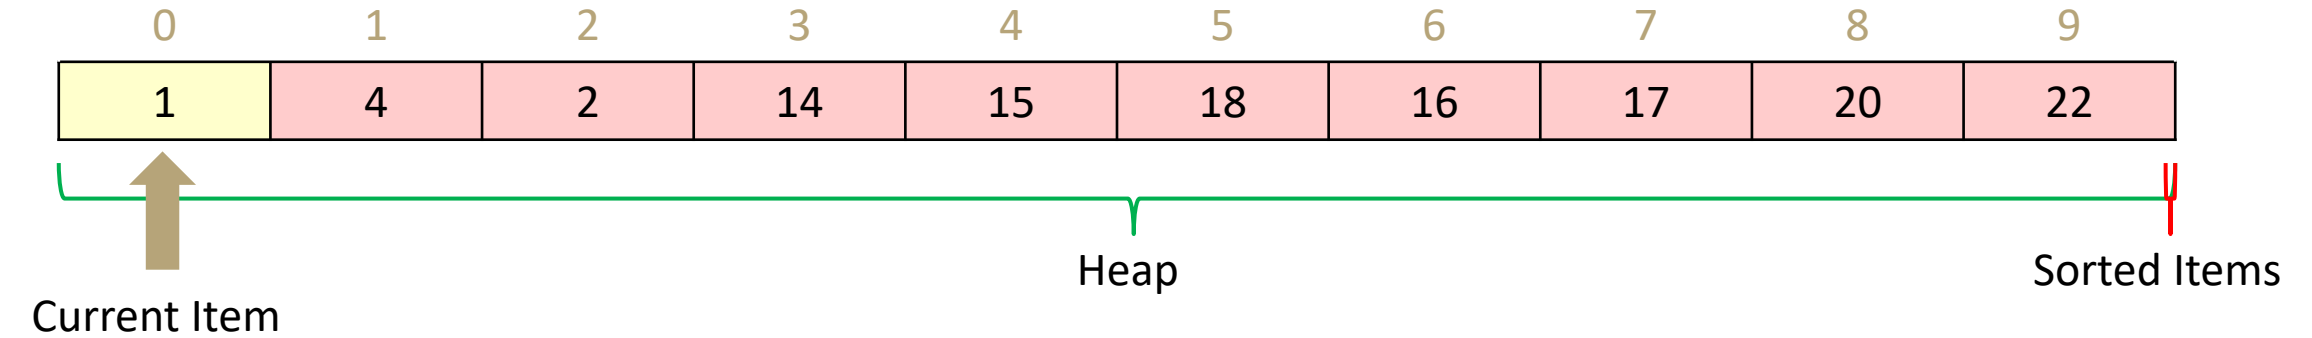 0 1 2 3 4 5 6 7 8 9
1 4 2 14 15 18 16 17 20 22
Heap Sorted Items
Current Item